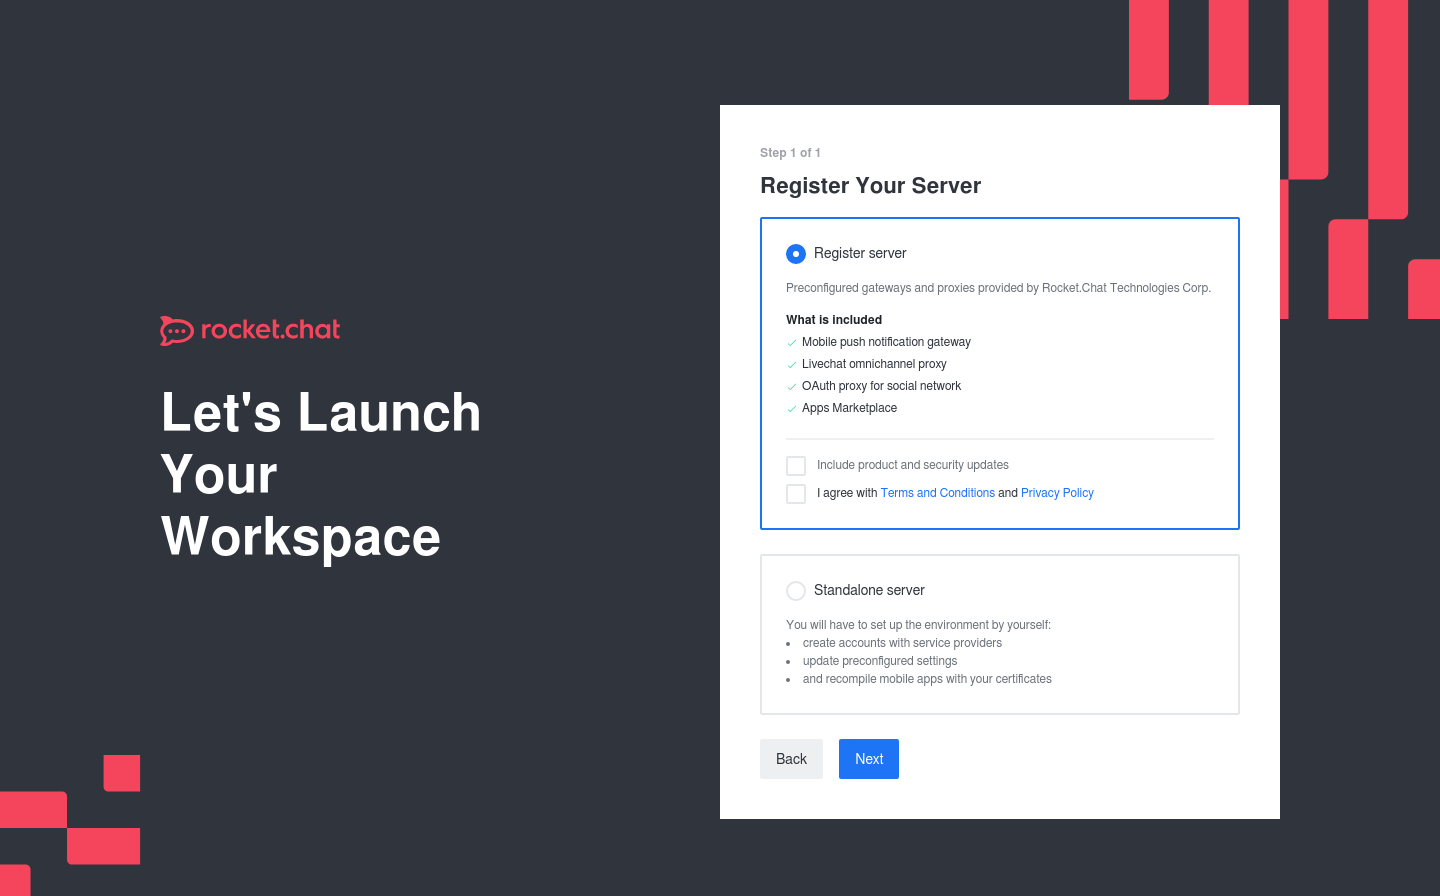 rocket.chat
Let's Launch
Your
Workspace
Step 1 of 1
Register Your Server
Register server
Preconfigured gateways and proxies provided by Rocket.Chat Technologies Corp.
What is included
Mobile push notification gateway
Livechat omnichannel proxy
OAuth proxy for social network
Apps Marketplace
Include product and security updates
I agree with Terms and Conditions and Privacy Policy
Standalone server
You will have to set up the environment by yourself:
• create accounts with service providers
• update preconfigured settings
• and recompile mobile apps with your certificates
Back Next